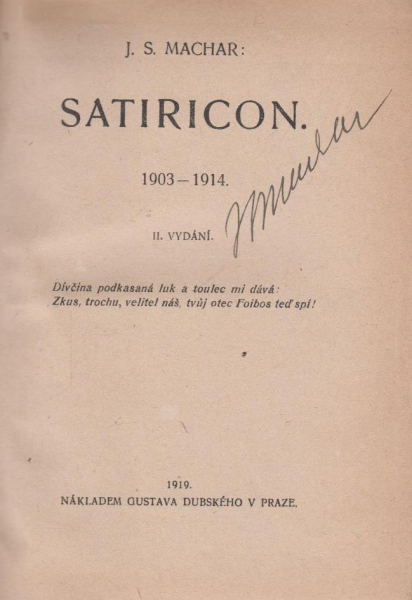 J. S. MACHAR:
SATIRICON.
1903—1914.
II. VYDÁNÍ.
JSMachar
Dívčina podkasaná luk a toulec mi dává:
Zkus, trochu, velitel náš, tvůj otec Foibos teď spí!
1919.
NÁKLADEM GUSTAVA DUBSKÉHO V PRAZE.